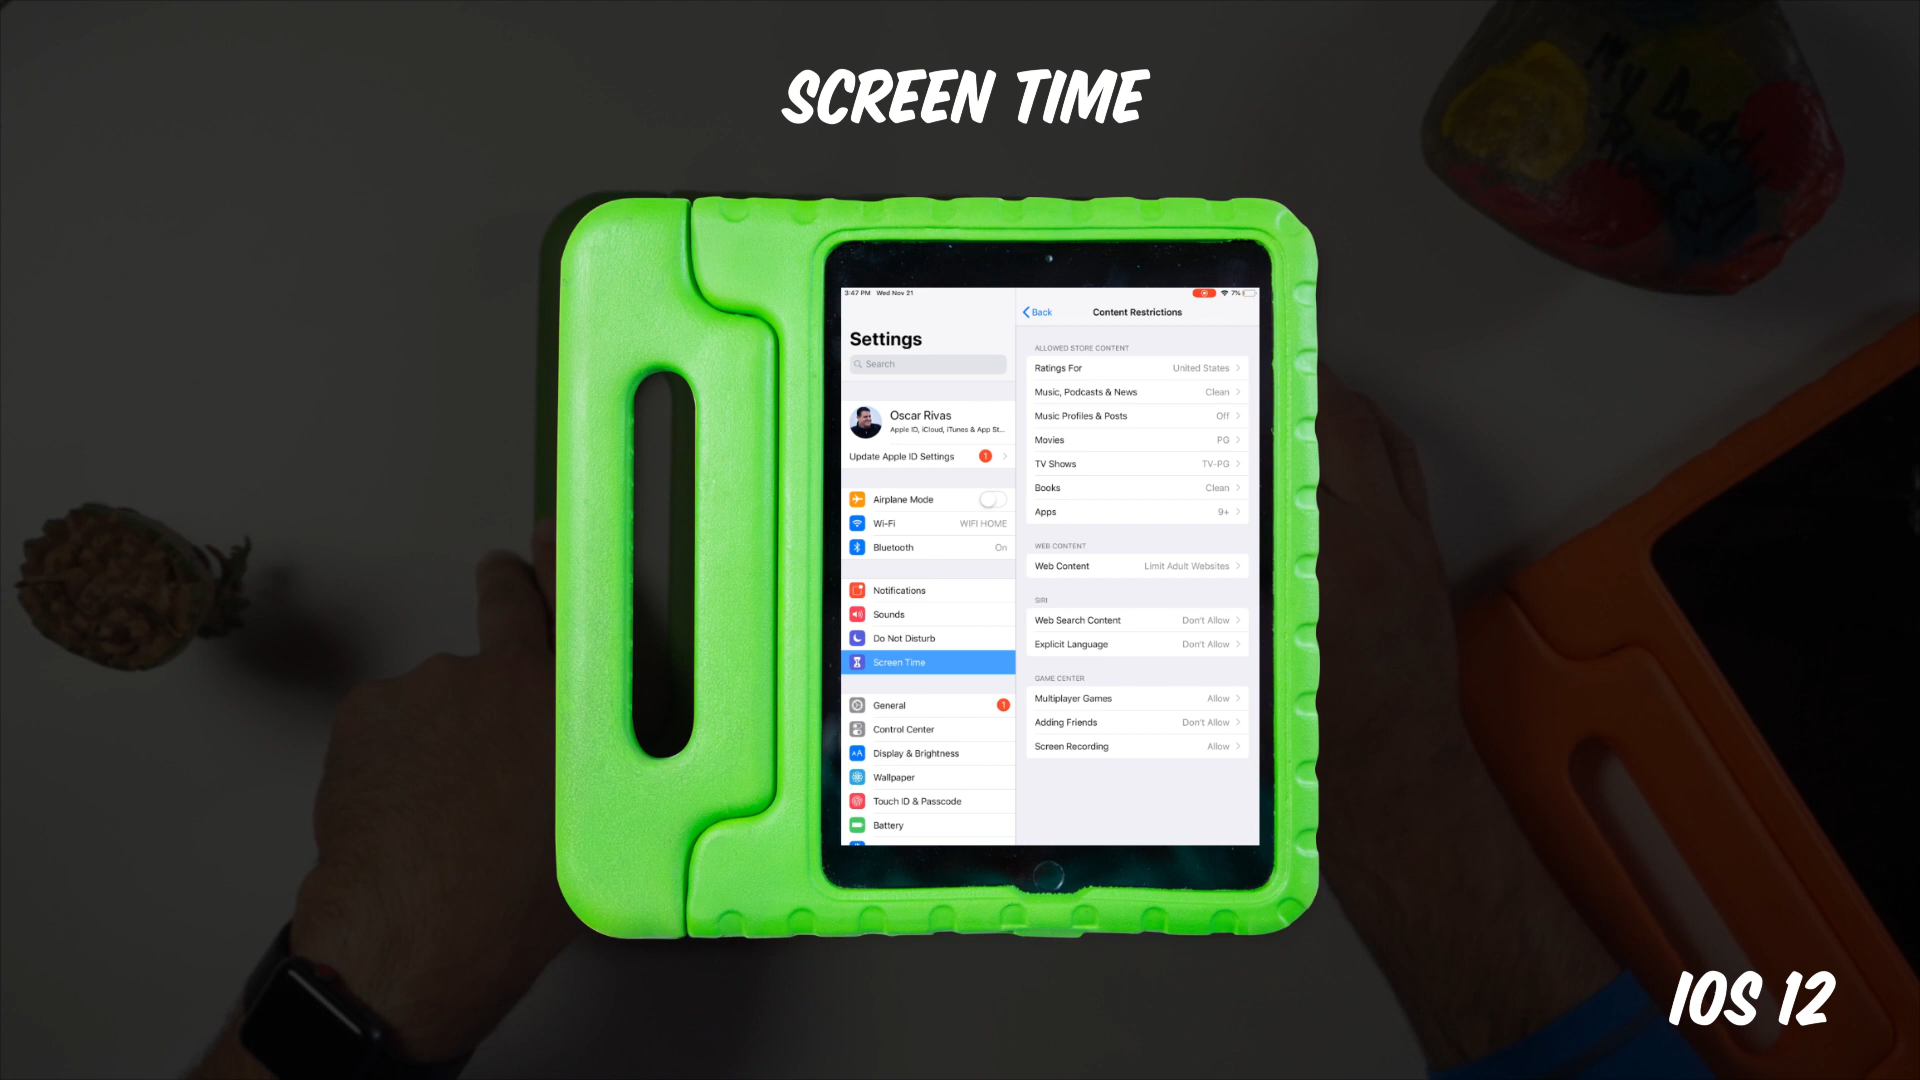 SCREEN TIME
3:47 PM Wed Nov 21
7%
Settings
Search
Oscar Rivas
Apple ID, iCloud, iTunes & App St...
Update Apple ID Settings 1
Airplane Mode
Wi-Fi WIFI HOME
Bluetooth On
Notifications
Sounds
Do Not Disturb
Screen Time
General 1
Control Center
AA Display & Brightness
Wallpaper
Touch ID & Passcode
Battery
Back Content Restrictions
ALLOWED STORE CONTENT
Ratings For United States
Music, Podcasts & News Clean
Music Profiles & Posts Off
Movies PG
TV Shows TV-PG
Books Clean
Apps 9+
WEB CONTENT
Web Content Limit Adult Websites
SIRI
Web Search Content Don't Allow
Explicit Language Don't Allow
GAME CENTER
Multiplayer Games Allow
Adding Friends Don't Allow
Screen Recording Allow
My Daddy
IOS 12